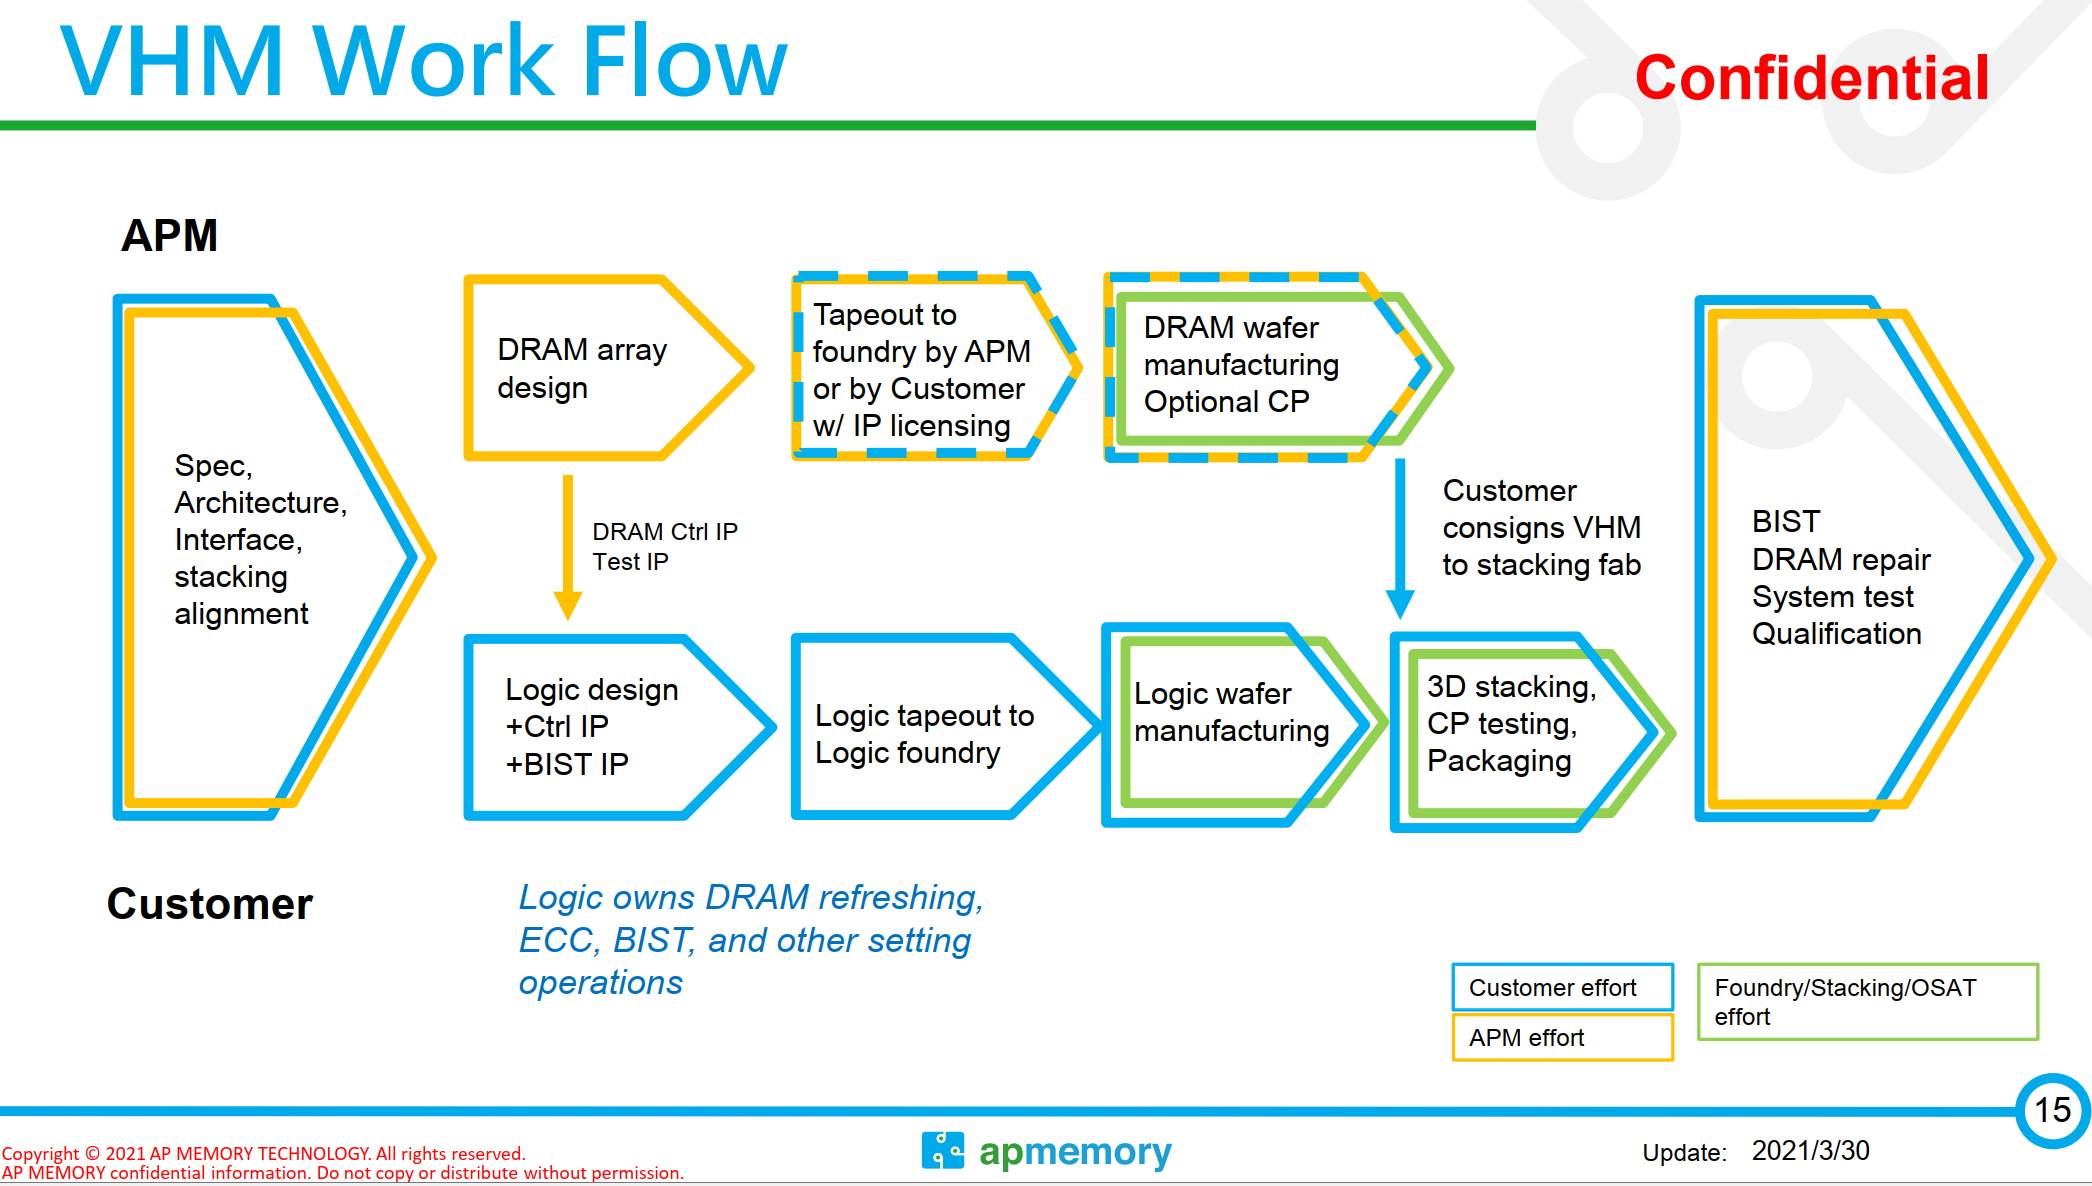 VHM Work Flow
Confidential
APM
Spec,
Architecture,
Interface,
stacking
alignment
DRAM array
design
Tapeout to
foundry by APM
or by Customer
w/ IP licensing
DRAM wafer
manufacturing
Optional CP
DRAM Ctrl IP
Test IP
Customer
consigns VHM
to stacking fab
Logic design
+Ctrl IP
+BIST IP
Logic tapeout to
Logic foundry
Logic wafer
manufacturing
3D stacking,
CP testing,
Packaging
BIST
DRAM repair
System test
Qualification
Customer
Logic owns DRAM refreshing,
ECC, BIST, and other setting
operations
Customer effort
APM effort
Foundry/Stacking/OSAT
effort
15
Copyright © 2021 AP MEMORY TECHNOLOGY. All rights reserved.
AP MEMORY confidential information. Do not copy or distribute without permission.
apmemory
Update: 2021/3/30